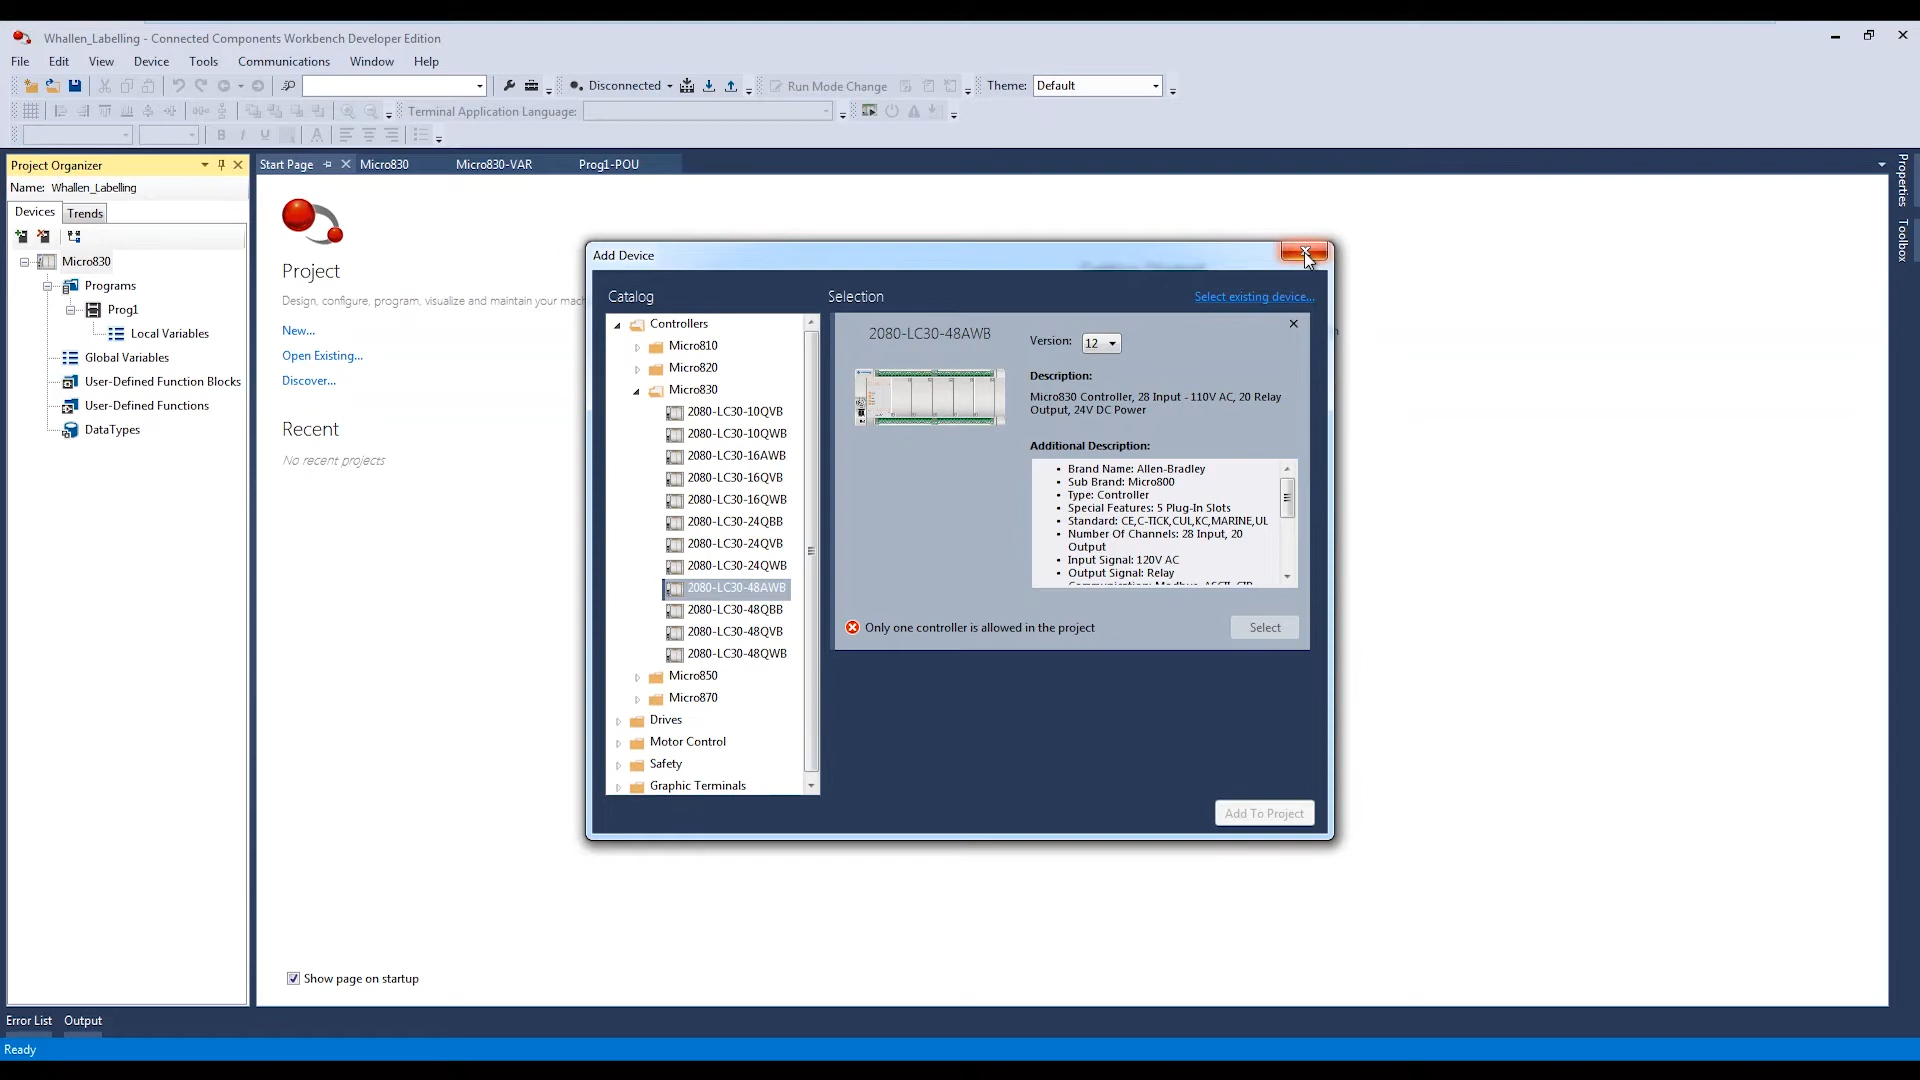 Whallen_Labelling - Connected Components Workbench Developer Edition
File Edit View Device Tools Communications Window Help
Disconnected Run Mode Change Theme: Default
Terminal Application Language:
B I U A
Project Organizer
Name: Whallen_Labelling
Devices Trends
Micro830
Programs
Prog1
Local Variables
Global Variables
User-Defined Function Blocks
User-Defined Functions
DataTypes
Start Page Micro830 Micro830-VAR Prog1-POU
Project
Design, configure, program, visualize and maintain your
New...
Open Existing...
Discover...
Recent
No recent projects
Show page on startup
Add Device
Catalog
Controllers
Micro810
Micro820
Micro830
2080-LC30-10QVB
2080-LC30-10QWB
2080-LC30-16AWB
2080-LC30-16QVB
2080-LC30-16QWB
2080-LC30-24QBB
2080-LC30-24QVB
2080-LC30-24QWB
2080-LC30-48AWB
2080-LC30-48QBB
2080-LC30-48QVB
2080-LC30-48QWB
Micro850
Micro870
Drives
Motor Control
Safety
Graphic Terminals
Selection
Select existing device...
2080-LC30-48AWB
Version: 12
Description:
Micro830 Controller, 28 Input - 110V AC, 20 Relay
Output, 24V DC Power
Additional Description:
• Brand Name: Allen-Bradley
• Sub Brand: Micro800
• Type: Controller
• Special Features: 5 Plug-In Slots
• Standard: CE,C-TICK,CUL,KC,MARINE,UL
• Number Of Channels: 28 Input, 20
Output
• Input Signal: 120V AC
• Output Signal: Relay
Only one controller is allowed in the project
Select
Add To Project
Properties
Toolbox
Error List Output
Ready